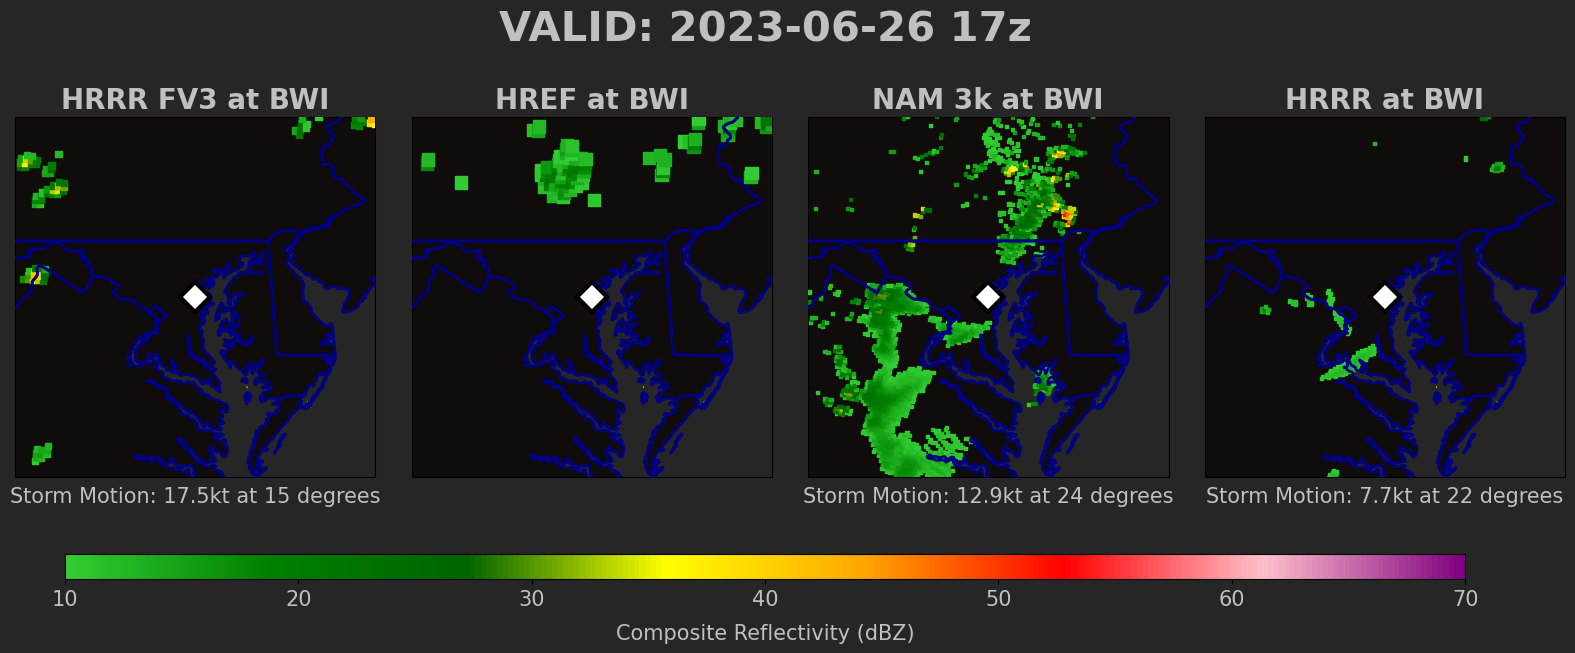 VALID: 2023-06-26 17z
HRRR FV3 at BWI
HREF at BWI
NAM 3k at BWI
HRRR at BWI
Storm Motion: 17.5kt at 15 degrees
Storm Motion: 12.9kt at 24 degrees
Storm Motion: 7.7kt at 22 degrees
10 20 30 40 50 60 70
Composite Reflectivity (dBZ)